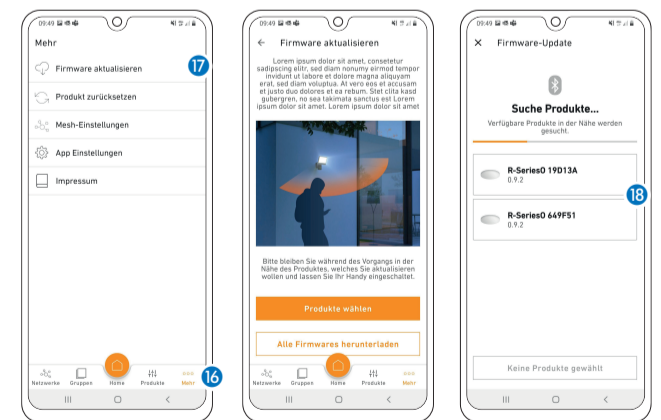 09:49
Mehr
Firmware aktualisieren
17
Produkt zurücksetzen
Mesh-Einstellungen
App Einstellungen
Impressum
Netzwerke
Gruppen
Home
Produkte
Mehr
16
09:49
Firmware aktualisieren
Lorem ipsum dolor sit amet, consetetur
sadipscing elitr, sed diam nonumy eirmod tempor
invidunt ut labore et dolore magna aliquyam
erat, sed diam voluptua. At vero eos et accusam
et justo duo dolores et ea rebum. Stet clita kasd
gubergren, no sea takimata sanctus est Lorem
ipsum dolor sit amet. Lorem ipsum dolor sit amet
Bitte bleiben Sie während des Vorgangs in der
Nähe des Produktes, welches Sie aktualisieren
wollen und lassen Sie Ihr Handy eingeschaltet.
Produkte wählen
Alle Firmwares herunterladen
Netzwerke
Gruppen
Home
Produkte
Mehr
09:49
Firmware-Update
Suche Produkte...
Verfügbare Produkte in der Nähe werden
gesucht.
R-Series0 19D13A
0.9.2
18
R-Series0 649F51
0.9.2
Keine Produkte gewählt